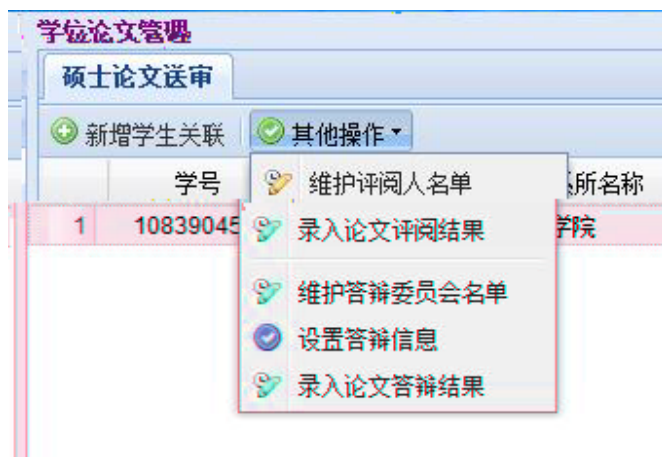 学位论文管理
硕士论文送审
新增学生关联 其他操作
学号 所名称
维护评阅人名单
1 10839045 学院
录入论文评阅结果
维护答辩委员会名单
设置答辩信息
录入论文答辩结果